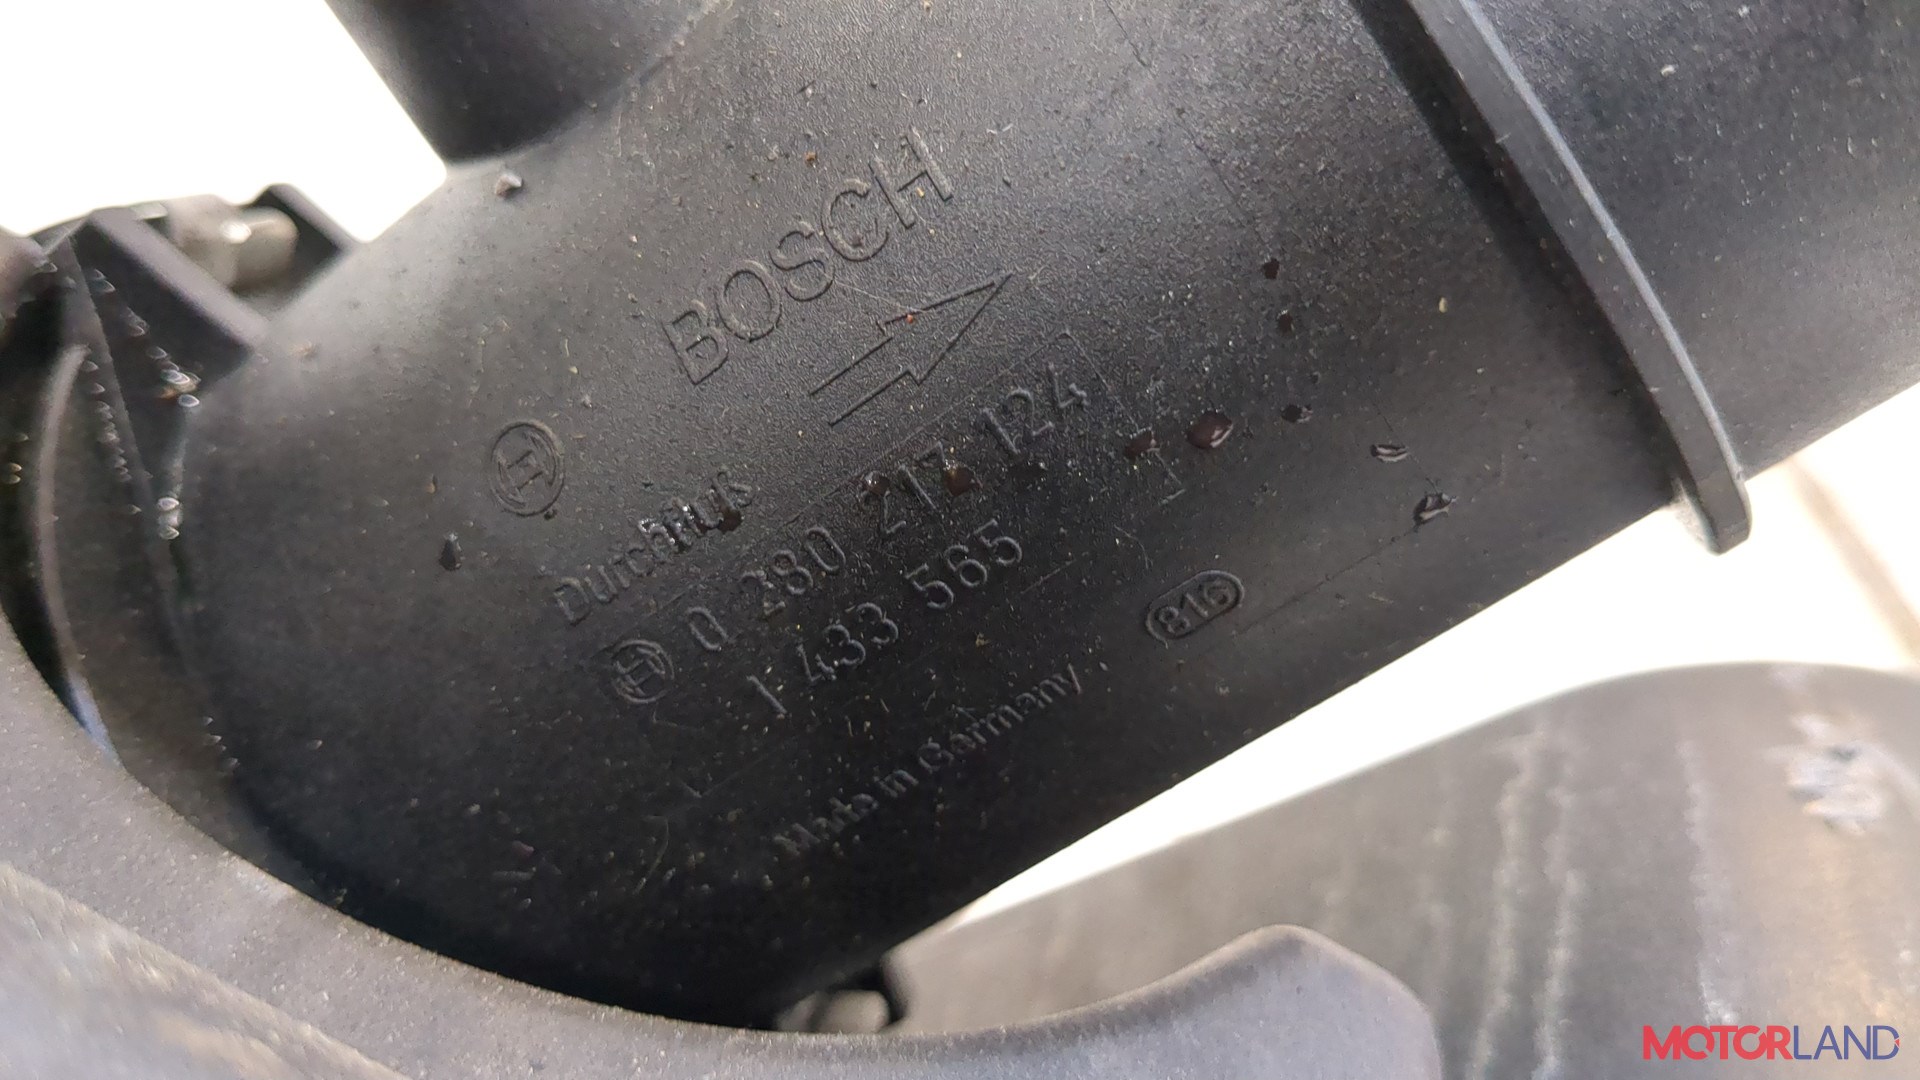 BOSCH
Durchfluß
0 280 217 124
1 433 565
816
Made in Germany
MOTORLAND